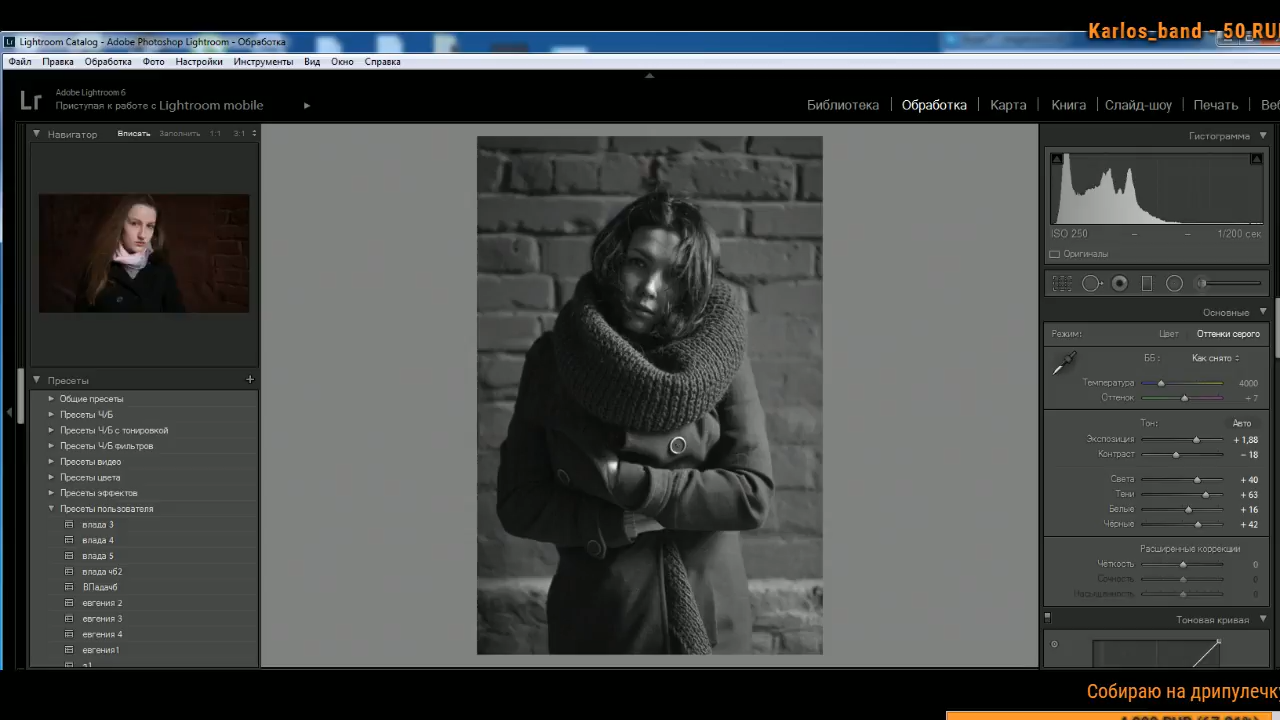 Karlos_band - 50 RU
Lightroom Catalog - Adobe Photoshop Lightroom - Обработка
Файл Правка Обработка Фото Настройки Инструменты Вид Окно Справка
Lr
Adobe Lightroom 6
Приступая к работе с Lightroom mobile
Библиотека | Обработка | Карта | Книга | Слайд-шоу | Печать | Ве
Навигатор Вписать Заполнить 1:1 3:1
Пресеты +
Общие пресеты
Пресеты Ч/Б
Пресеты Ч/Б с тонировкой
Пресеты Ч/Б фильтров
Пресеты видео
Пресеты цвета
Пресеты эффектов
Пресеты пользователя
влада 3
влада 4
влада 5
влада чб2
ВПадачб
евгения 2
евгения 3
евгения 4
евгения1
Гистограмма
ISO 250 – – 1/200 сек
Оригиналы
Основные
Режим: Цвет Оттенки серого
ББ: Как снято
Температура 4000
Оттенок + 7
Тон: Авто
Экспозиция + 1,88
Контраст – 18
Света + 40
Тени + 63
Белые + 16
Чёрные + 42
Расширенные коррекции
Чёткость 0
Сочность 0
Насыщенность 0
Тоновая кривая
Собираю на дрипулечк